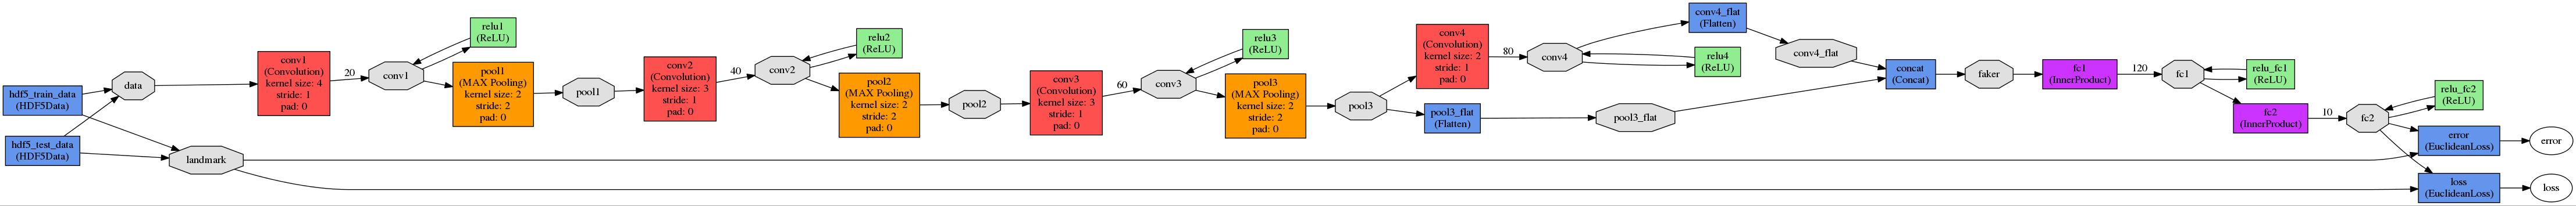 hdf5_train_data
(HDF5Data)
hdf5_test_data
(HDF5Data)
data
landmark
conv1
(Convolution)
kernel size: 4
stride: 1
pad: 0
20
conv1
relu1
(ReLU)
pool1
(MAX Pooling)
kernel size: 2
stride: 2
pad: 0
pool1
conv2
(Convolution)
kernel size: 3
stride: 1
pad: 0
40
conv2
relu2
(ReLU)
pool2
(MAX Pooling)
kernel size: 2
stride: 2
pad: 0
pool2
conv3
(Convolution)
kernel size: 3
stride: 1
pad: 0
60
conv3
relu3
(ReLU)
pool3
(MAX Pooling)
kernel size: 2
stride: 2
pad: 0
pool3
conv4
(Convolution)
kernel size: 2
stride: 1
pad: 0
80
conv4
pool3_flat
(Flatten)
conv4_flat
(Flatten)
relu4
(ReLU)
pool3_flat
conv4_flat
concat
(Concat)
faker
fc1
(InnerProduct)
120
fc1
relu_fc1
(ReLU)
fc2
(InnerProduct)
10
fc2
relu_fc2
(ReLU)
error
(EuclideanLoss)
error
loss
(EuclideanLoss)
loss